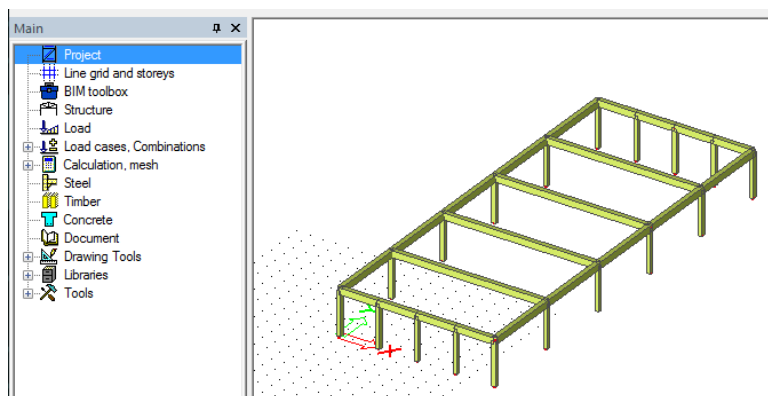 Main
Project
Line grid and storeys
BIM toolbox
Structure
Load
Load cases, Combinations
Calculation, mesh
Steel
Timber
Concrete
Document
Drawing Tools
Libraries
Tools